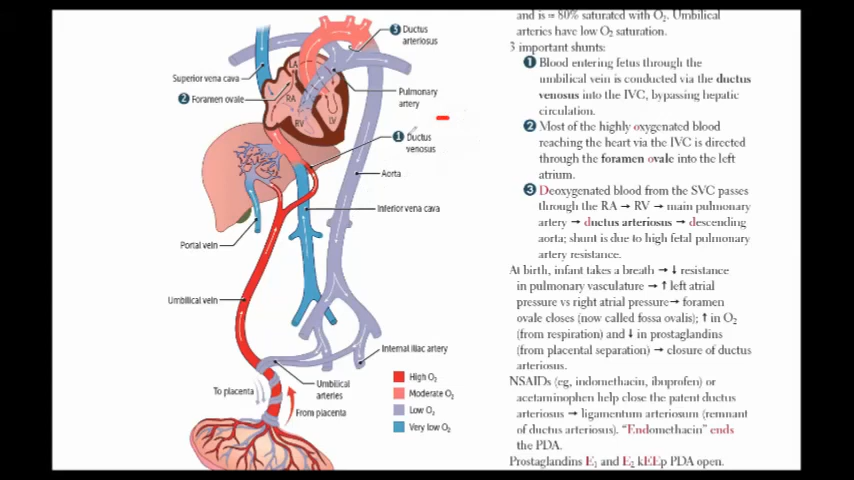 3 Ductus
arteriosus
Superior vena cava
LA
2 Foramen ovale
RA
Pulmonary
artery
RV
LV
1 Ductus
venosus
Aorta
Inferior vena cava
Portal vein
Umbilical vein
Internal iliac artery
Umbilical
arteries
To placenta
From placenta
High O₂
Moderate O₂
Low O₂
Very low O₂
and is ≈ 80% saturated with O₂. Umbilical
arteries have low O₂ saturation.
3 important shunts:
1 Blood entering fetus through the
umbilical vein is conducted via the ductus
venosus into the IVC, bypassing hepatic
circulation.
2 Most of the highly oxygenated blood
reaching the heart via the IVC is directed
through the foramen ovale into the left
atrium.
3 Deoxygenated blood from the SVC passes
through the RA → RV → main pulmonary
artery → ductus arteriosus → descending
aorta; shunt is due to high fetal pulmonary
artery resistance.
At birth, infant takes a breath → ↓ resistance
in pulmonary vasculature → ↑ left atrial
pressure vs right atrial pressure → foramen
ovale closes (now called fossa ovalis); ↑ in O₂
(from respiration) and ↓ in prostaglandins
(from placental separation) → closure of ductus
arteriosus.
NSAIDs (eg, indomethacin, ibuprofen) or
acetaminophen help close the patent ductus
arteriosus → ligamentum arteriosum (remnant
of ductus arteriosus). “Endomethacin” ends
the PDA.
Prostaglandins E₁ and E₂ kEEp PDA open.